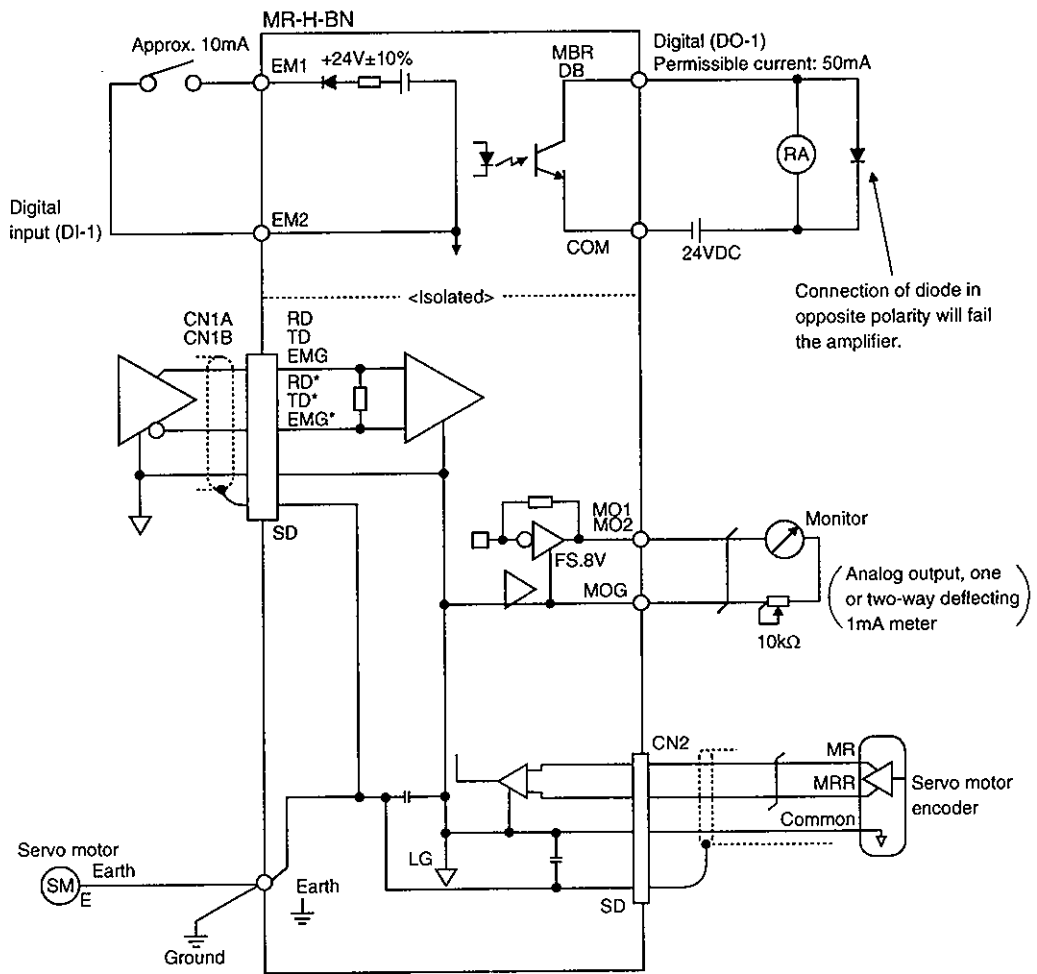 MR-H-BN
Approx. 10mA
EM1
+24V±10%
MBR
DB
Digital (DO-1)
Permissible current: 50mA
RA
Digital
input (DI-1)
EM2
COM
24VDC
<Isolated>
Connection of diode in
opposite polarity will fail
the amplifier.
CN1A
CN1B
RD
TD
EMG
RD*
TD*
EMG*
SD
MO1
MO2
Monitor
FS.8V
MOG
Analog output, one
or two-way deflecting
1mA meter
10kΩ
CN2
MR
MRR
Servo motor
encoder
Common
LG
Servo motor
SM
Earth
E
Earth
SD
Ground